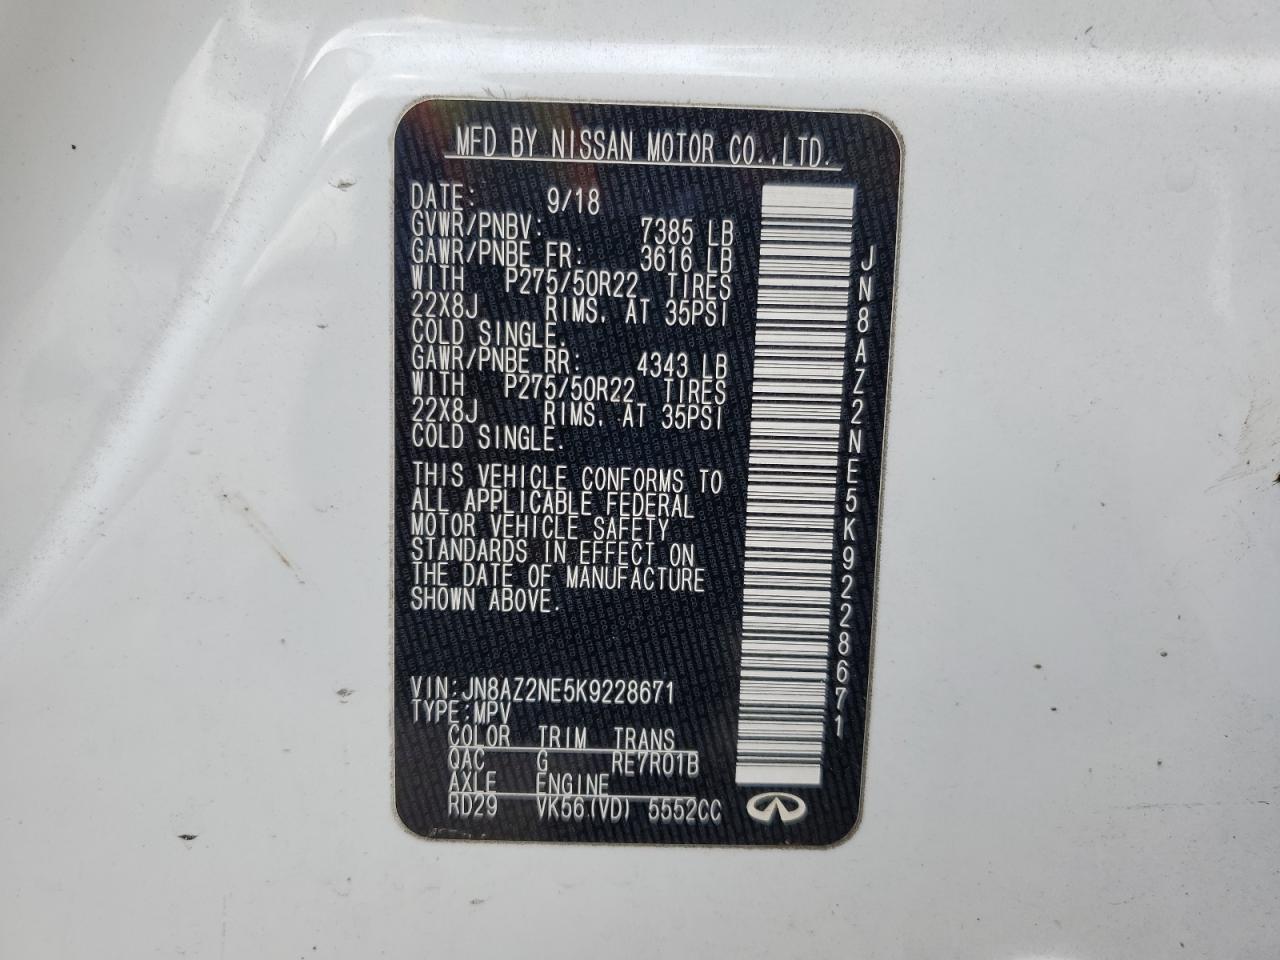 MFD BY NISSAN MOTOR CO.,LTD.
DATE: 9/18
GVWR/PNBV: 7385 LB
GAWR/PNBE FR: 3616 LB
WITH P275/50R22 TIRES
22X8J RIMS, AT 35PSI
COLD SINGLE.
GAWR/PNBE RR: 4343 LB
WITH P275/50R22 TIRES
22X8J RIMS, AT 35PSI
COLD SINGLE.
THIS VEHICLE CONFORMS TO
ALL APPLICABLE FEDERAL
MOTOR VEHICLE SAFETY
STANDARDS IN EFFECT ON
THE DATE OF MANUFACTURE
SHOWN ABOVE.
VIN:JN8AZ2NE5K9228671
TYPE:MPV
COLOR TRIM TRANS
QAC G RE7R01B
AXLE ENGINE
RD29 VK56(VD) 5552CC
JN8AZ2NE5K9228671